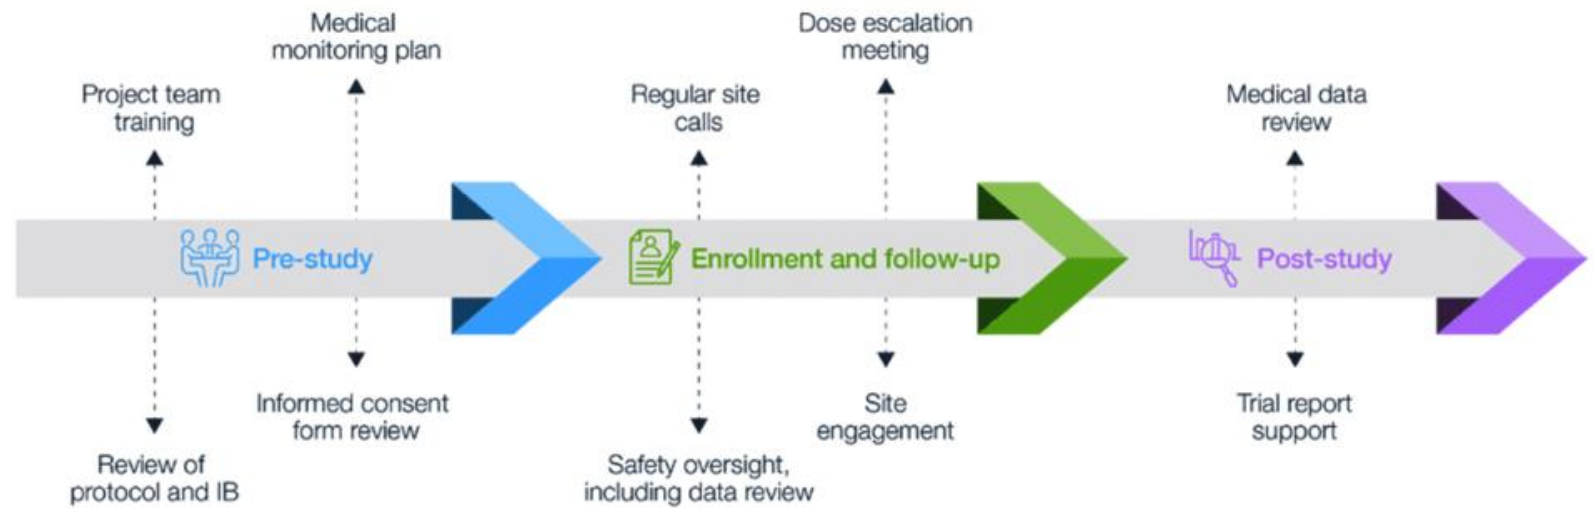 Medical
monitoring plan
Dose escalation
meeting
Project team
training
Regular site
calls
Medical data
review
Pre-study
Enrollment and follow-up
Post-study
Informed consent
form review
Site
engagement
Trial report
support
Review of
protocol and IB
Safety oversight,
including data review